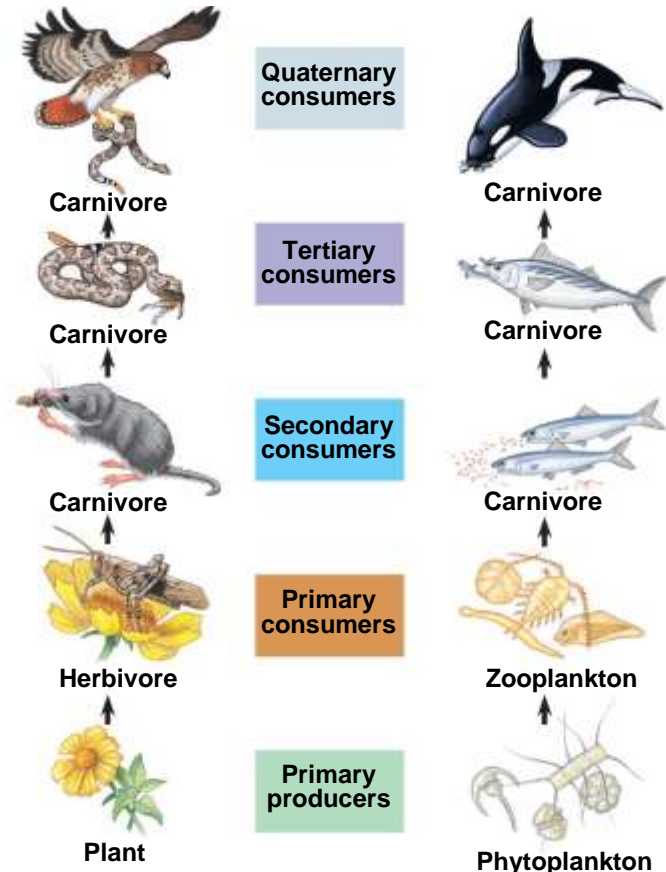 Quaternary
consumers
Carnivore
Carnivore
Tertiary
consumers
Carnivore
Carnivore
Secondary
consumers
Carnivore
Carnivore
Primary
consumers
Herbivore
Zooplankton
Primary
producers
Plant
Phytoplankton